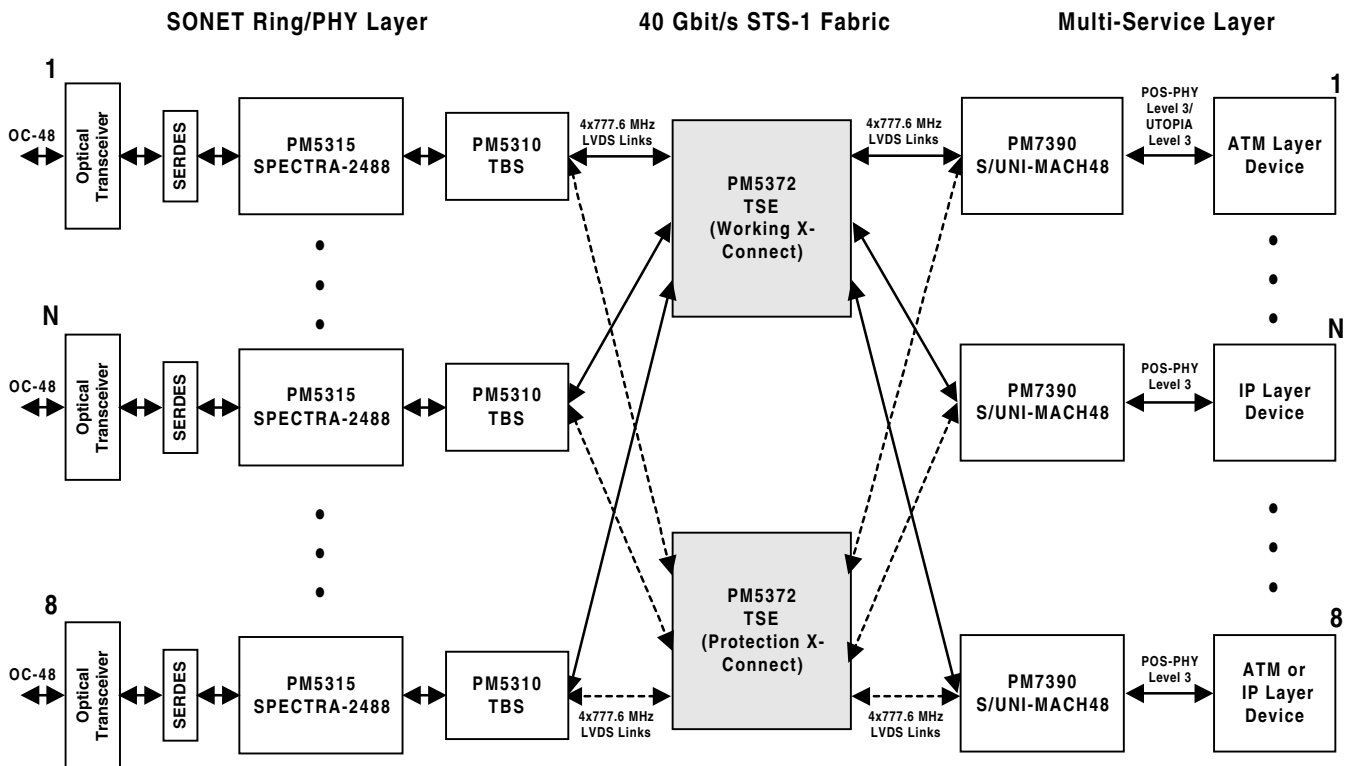 SONET Ring/PHY Layer
40 Gbit/s STS-1 Fabric
Multi-Service Layer
1
OC-48
Optical
Transceiver
SERDES
PM5315
SPECTRA-2488
PM5310
TBS
4x777.6 MHz
LVDS Links
PM5372
TSE
(Working X-
Connect)
4x777.6 MHz
LVDS Links
PM7390
S/UNI-MACH48
POS-PHY
Level 3/
UTOPIA
Level 3
1
ATM Layer
Device
N
OC-48
Optical
Transceiver
SERDES
PM5315
SPECTRA-2488
PM5310
TBS
PM7390
S/UNI-MACH48
POS-PHY
Level 3
N
IP Layer
Device
8
OC-48
Optical
Transceiver
SERDES
PM5315
SPECTRA-2488
PM5310
TBS
4x777.6 MHz
LVDS Links
PM5372
TSE
(Protection X-
Connect)
4x777.6 MHz
LVDS Links
PM7390
S/UNI-MACH48
POS-PHY
Level 3
8
ATM or
IP Layer
Device